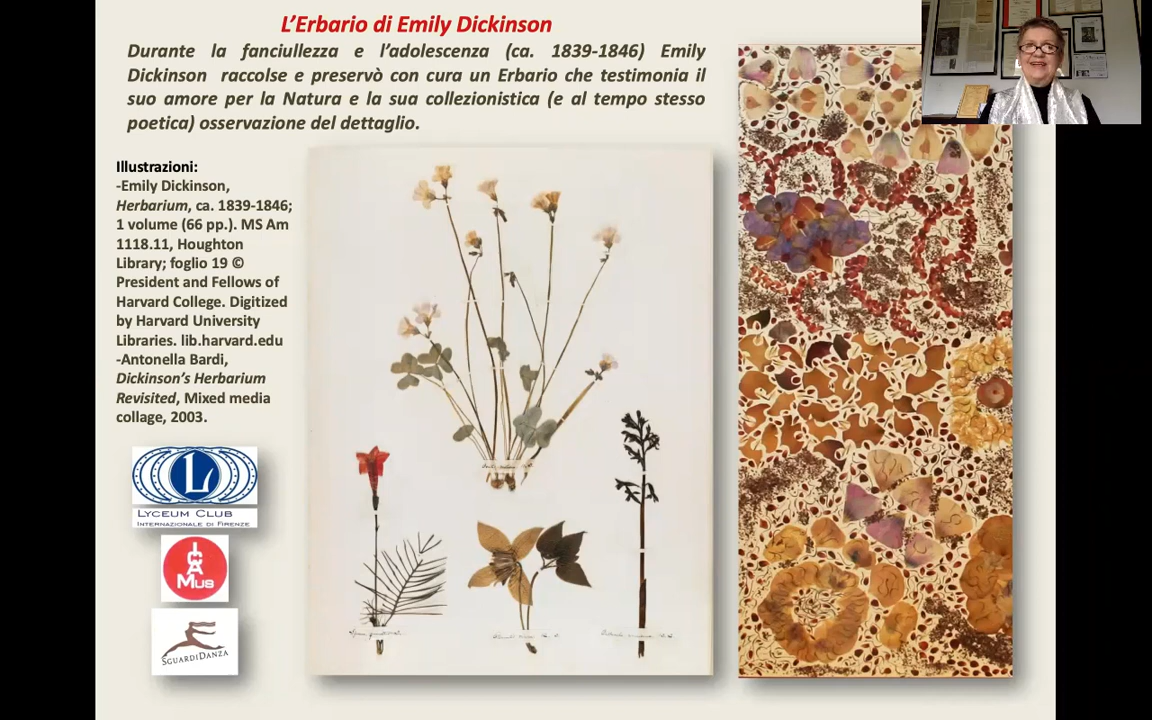 L'Erbario di Emily Dickinson
Durante la fanciullezza e l'adolescenza (ca. 1839-1846) Emily
Dickinson raccolse e preservò con cura un Erbario che testimonia il
suo amore per la Natura e la sua collezionistica (e al tempo stesso
poetica) osservazione del dettaglio.
Illustrazioni:
-Emily Dickinson,
Herbarium, ca. 1839-1846;
1 volume (66 pp.). MS Am
1118.11, Houghton
Library; foglio 19 ©
President and Fellows of
Harvard College. Digitized
by Harvard University
Libraries. lib.harvard.edu
-Antonella Bardi,
Dickinson's Herbarium
Revisited, Mixed media
collage, 2003.
L
LYCEUM CLUB
INTERNAZIONALE DI FIRENZE
ICAMus
SGUARDIDANZA